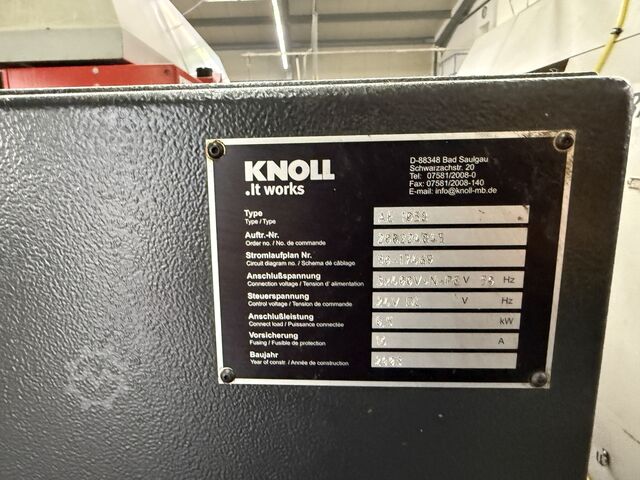 KNOLL
.It works
D-88348 Bad Saulgau
Schwarzachstr. 20
Tel: 07581/2008-0
Fax: 07581/2008-140
E-mail: info@knoll-mb.de
Type
Type / Type
Auftr.-Nr.
Order no. / No. de commande
Stromlaufplan Nr.
Circuit diagram no. / Schéma de câblage
Anschlußspannung
Connection voltage / Tension d' alimentation
V Hz
Steuerspannung
Control voltage / Tension de commande
24V V Hz
Anschlußleistung
Connect load / Puissance connectée
kW
Vorsicherung
Fusing / Fusible de protection
A
Baujahr
Year of constr. / Année de construction